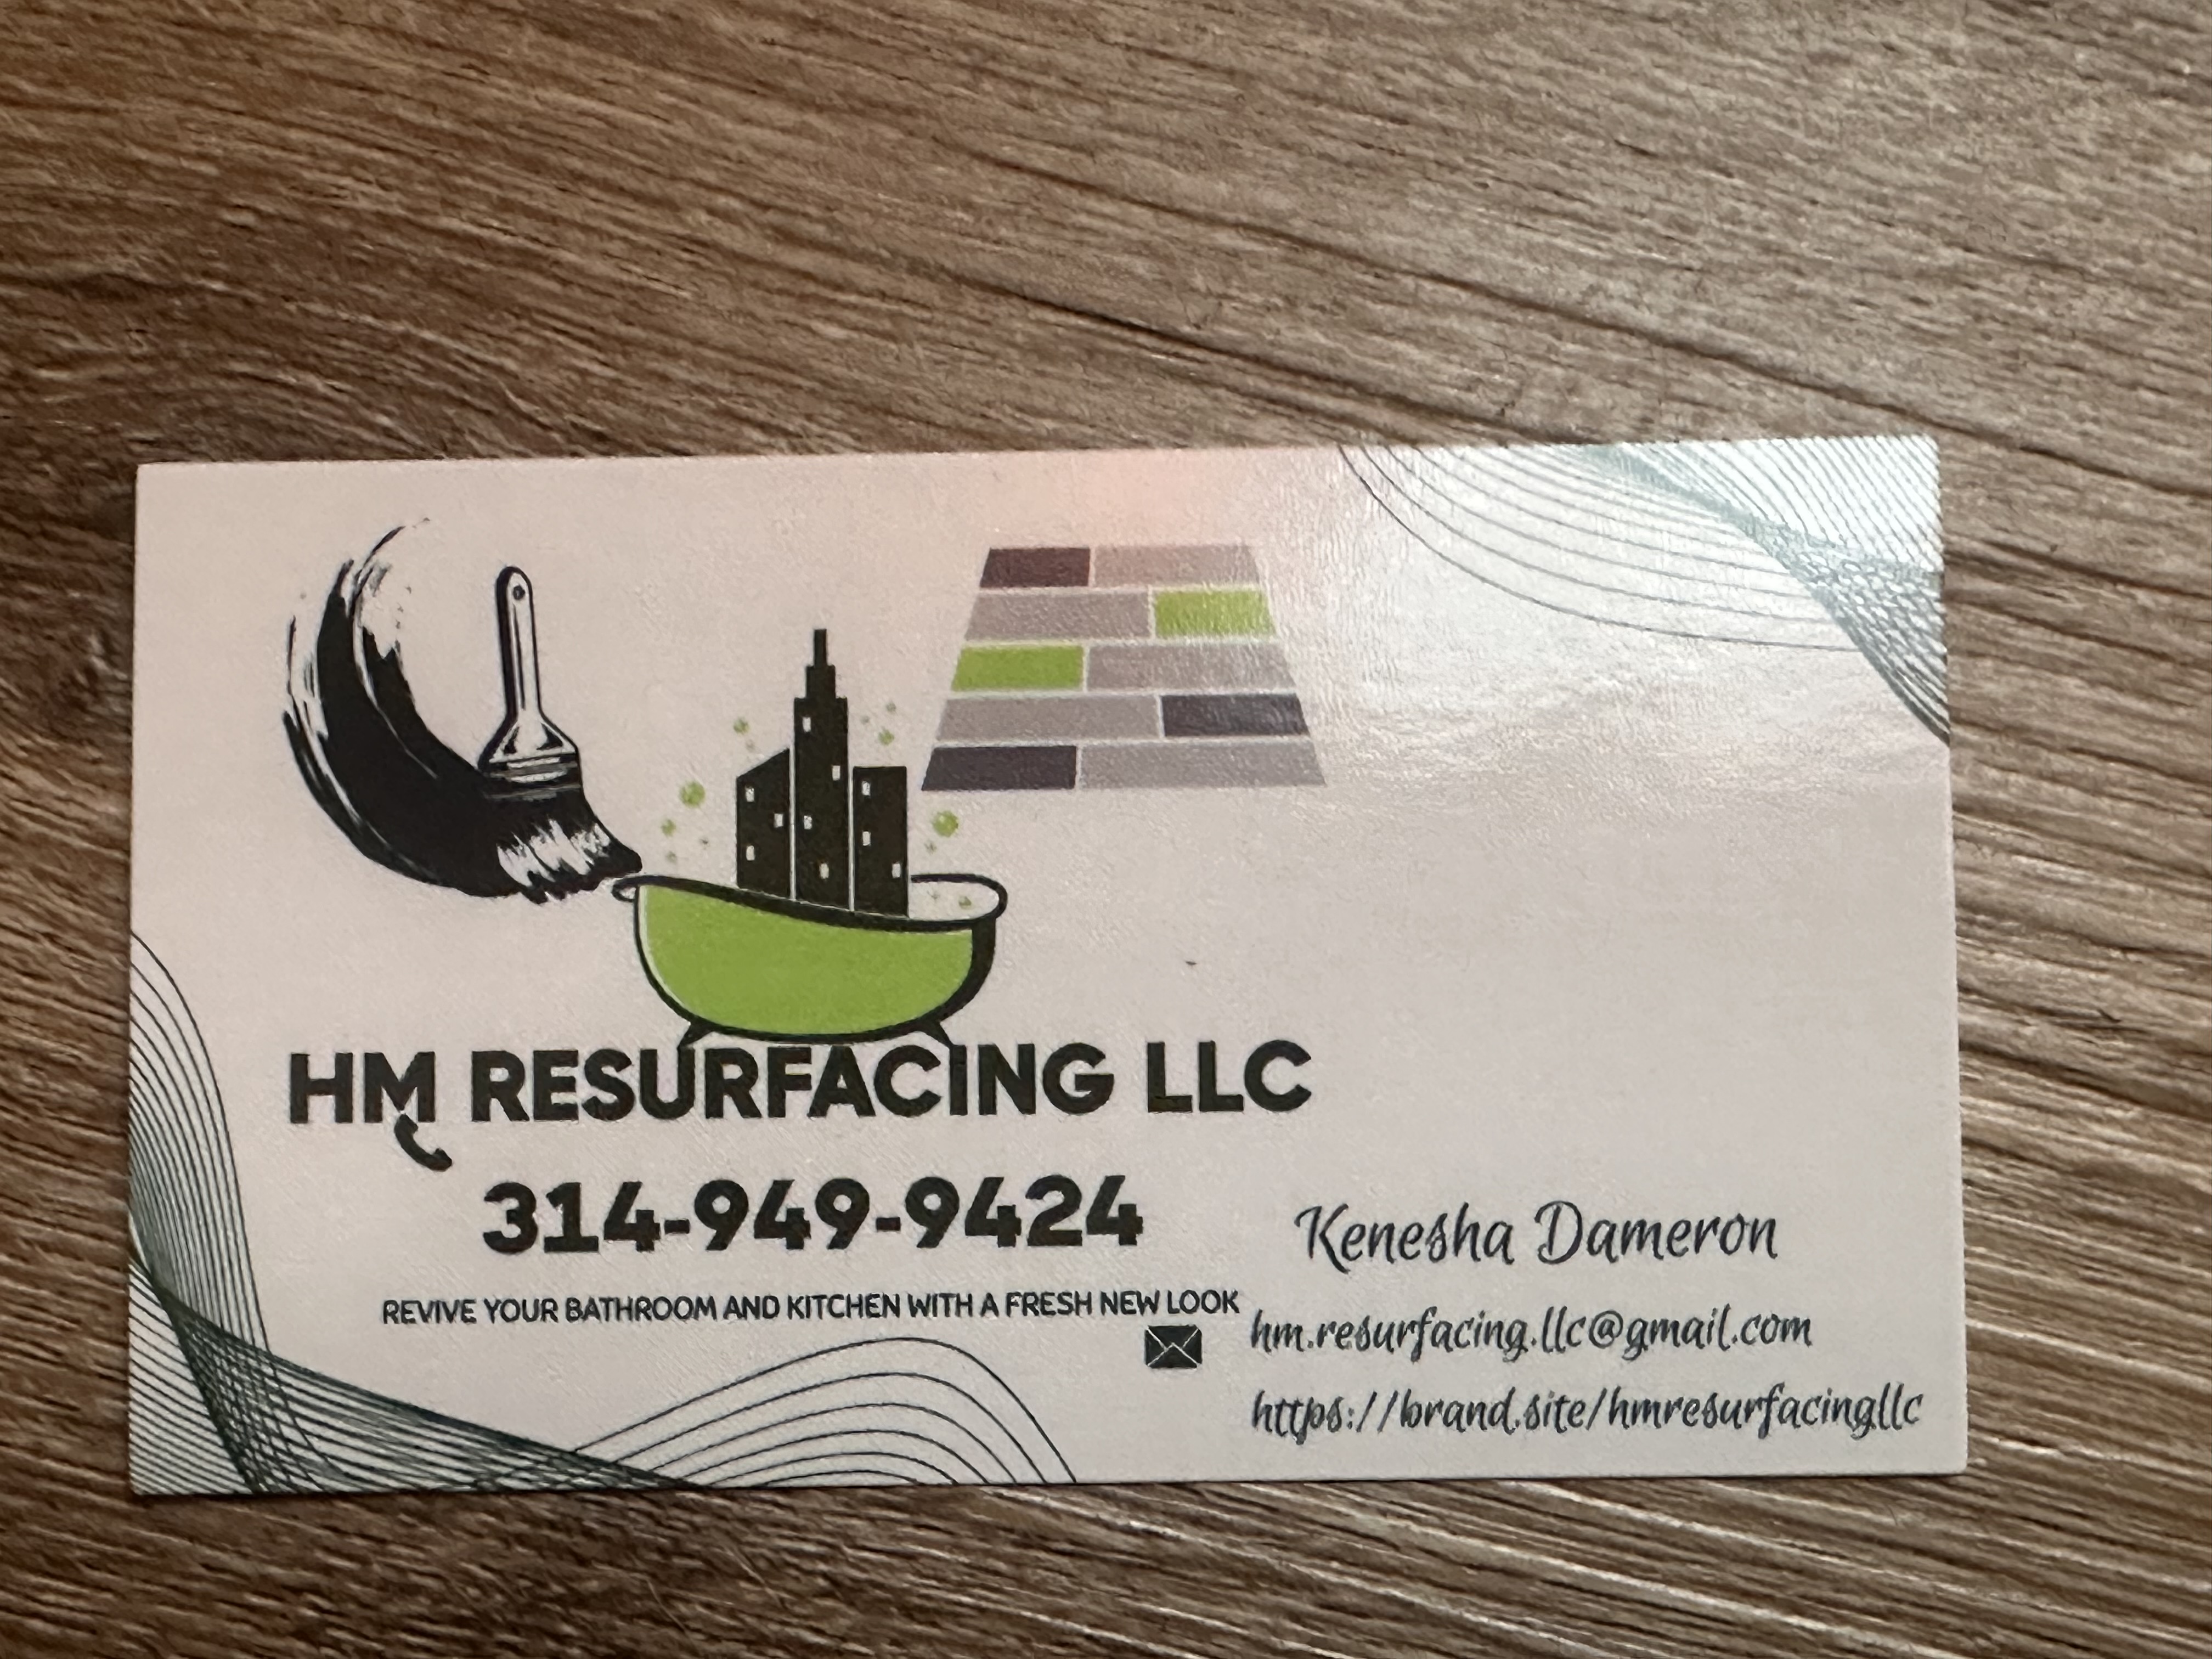 HM RESURFACING LLC
314-949-9424
REVIVE YOUR BATHROOM AND KITCHEN WITH A FRESH NEW LOOK
Kenesha Dameron
hm.resurfacing.llc@gmail.com
https://brand.site/hmresurfacingllc